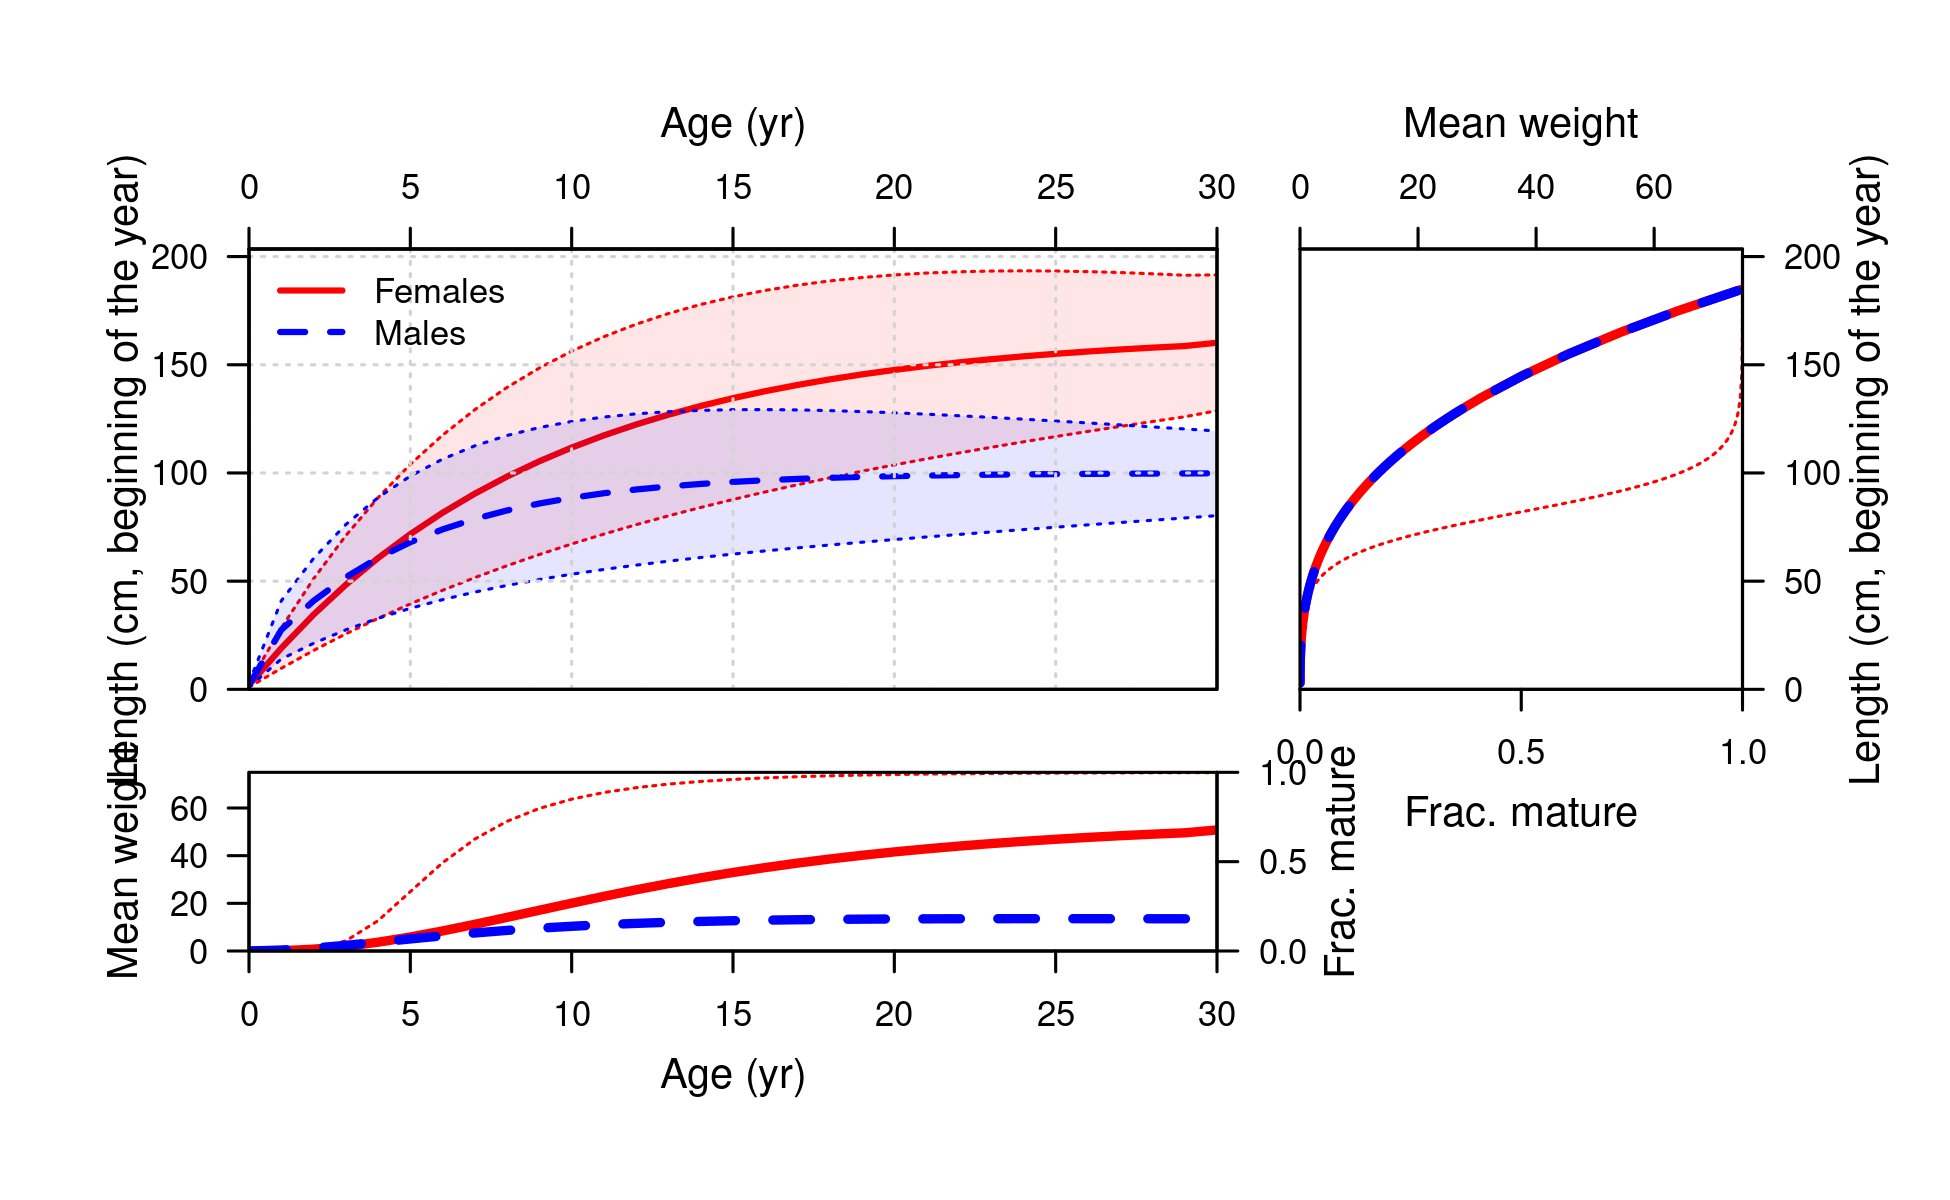 Age (yr)
Mean weight
0 5 10 15 20 25 30
0 20 40 60
Length (cm, beginning of the year)
200
150
100
50
0
Females
Males
200
150
100
50
0
Length (cm, beginning of the year)
0.0 0.5 1.0
Frac. mature
Mean weight
60
40
20
0
1.0
0.5
0.0
Frac. mature
0 5 10 15 20 25 30
Age (yr)